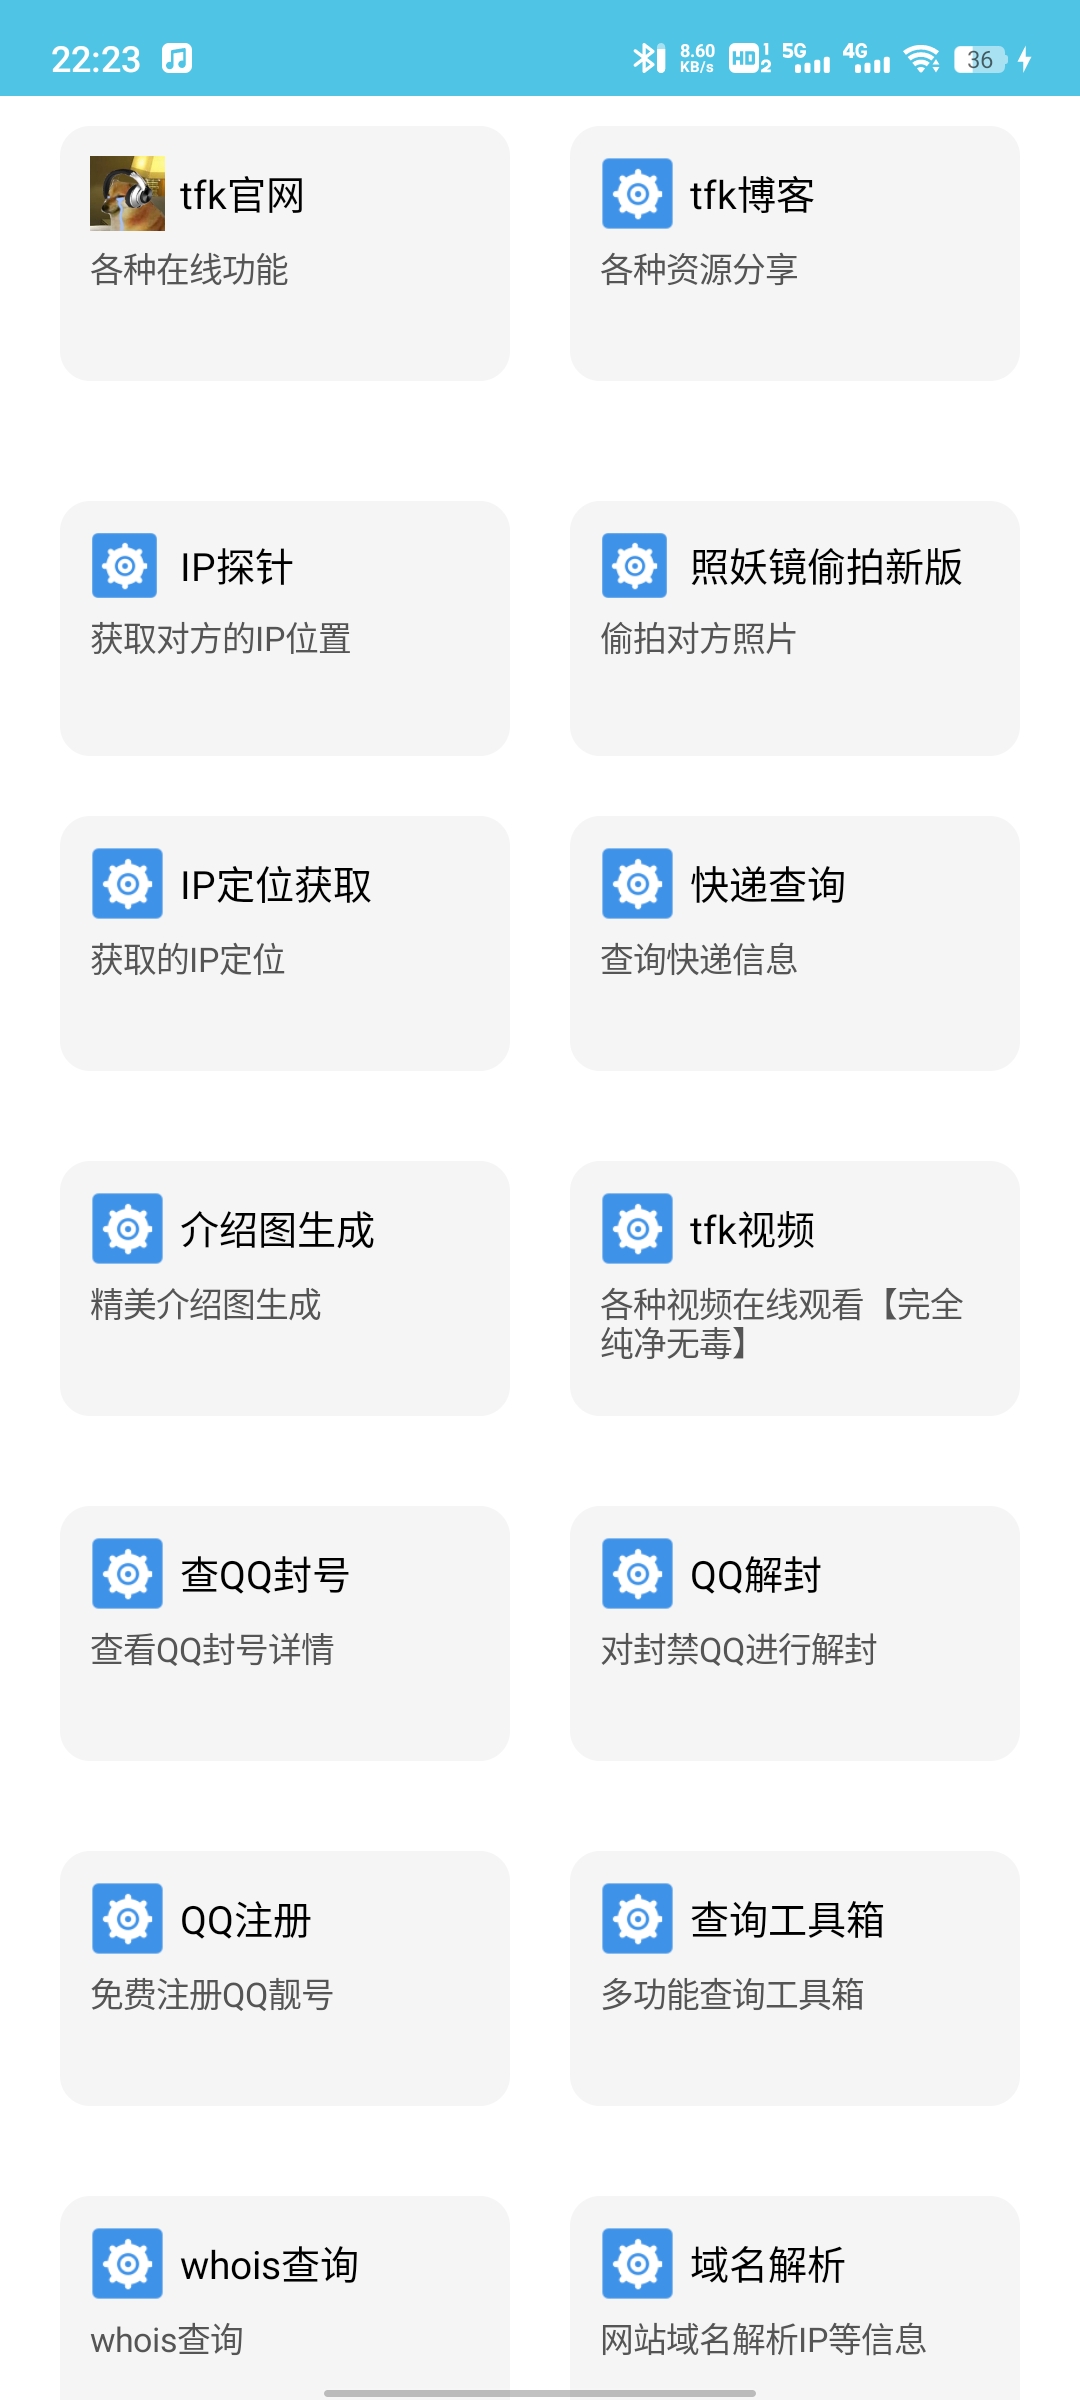 22:23
8.60
KB/s
HD 1 2
5G
4G
36
tfk官网
各种在线功能
tfk博客
各种资源分享
IP探针
获取对方的IP位置
照妖镜偷拍新版
偷拍对方照片
IP定位获取
获取的IP定位
快递查询
查询快递信息
介绍图生成
精美介绍图生成
tfk视频
各种视频在线观看【完全
纯净无毒】
查QQ封号
查看QQ封号详情
QQ解封
对封禁QQ进行解封
QQ注册
免费注册QQ靓号
查询工具箱
多功能查询工具箱
whois查询
whois查询
域名解析
网站域名解析IP等信息